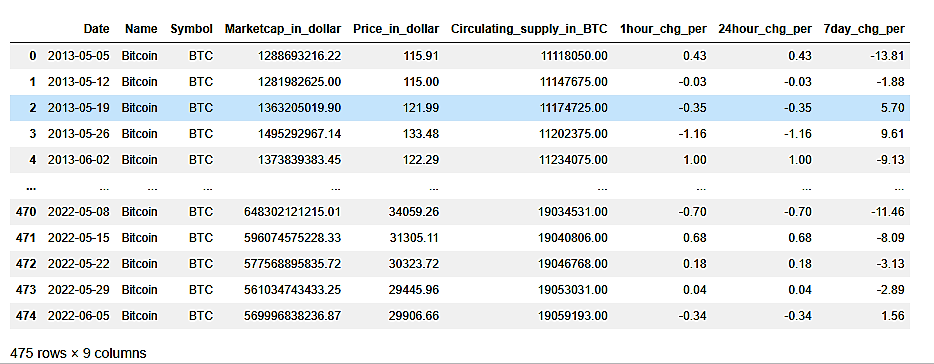 Date Name Symbol Marketcap_in_dollar Price_in_dollar Circulating_supply_in_BTC 1hour_chg_per 24hour_chg_per 7day_chg_per
0 2013-05-05 Bitcoin BTC 1288693216.22 115.91 11118050.00 0.43 0.43 -13.81
1 2013-05-12 Bitcoin BTC 1281982625.00 115.00 11147675.00 -0.03 -0.03 -1.88
2 2013-05-19 Bitcoin BTC 1363205019.90 121.99 11174725.00 -0.35 -0.35 5.70
3 2013-05-26 Bitcoin BTC 1495292967.14 133.48 11202375.00 -1.16 -1.16 9.61
4 2013-06-02 Bitcoin BTC 1373839383.45 122.29 11234075.00 1.00 1.00 -9.13
... ... ... ... ... ... ... ... ... ...
470 2022-05-08 Bitcoin BTC 648302121215.01 34059.26 19034531.00 -0.70 -0.70 -11.46
471 2022-05-15 Bitcoin BTC 596074575228.33 31305.11 19040806.00 0.68 0.68 -8.09
472 2022-05-22 Bitcoin BTC 577568895835.72 30323.72 19046768.00 0.18 0.18 -3.13
473 2022-05-29 Bitcoin BTC 561034743433.25 29445.96 19053031.00 0.04 0.04 -2.89
474 2022-06-05 Bitcoin BTC 569996838236.87 29906.66 19059193.00 -0.34 -0.34 1.56
475 rows × 9 columns